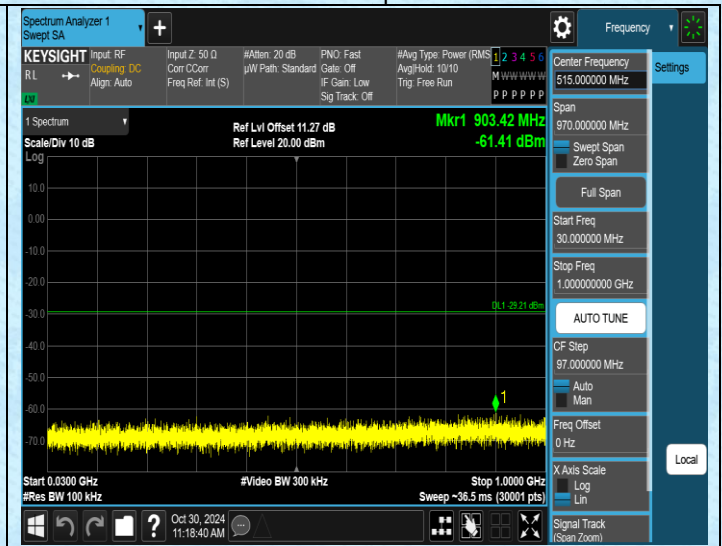 Spectrum Analyzer 1
Swept SA
Frequency
KEYSIGHT
R L
Input: RF
Coupling: DC
Align: Auto
Input Z: 50 Ω
Corr CCorr
Freq Ref: Int (S)
#Atten: 20 dB
µW Path: Standard
PNO: Fast
Gate: Off
IF Gain: Low
Sig Track: Off
#Avg Type: Power (RMS
Avg|Hold: 10/10
Trig: Free Run
1 2 3 4 5 6
M W W W W W
P P P P P P
1 Spectrum
Scale/Div 10 dB
Ref Lvl Offset 11.27 dB
Ref Level 20.00 dBm
Mkr1 903.42 MHz
-61.41 dBm
Log
10.0
0.00
-10.0
-20.0
-30.0
-40.0
-50.0
-60.0
-70.0
DL1 -29.21 dBm
1
Start 0.0300 GHz
#Res BW 100 kHz
#Video BW 300 kHz
Stop 1.0000 GHz
Sweep ~36.5 ms (30001 pts)
Oct 30, 2024
11:18:40 AM
Center Frequency
515.000000 MHz
Settings
Span
970.000000 MHz
Swept Span
Zero Span
Full Span
Start Freq
30.000000 MHz
Stop Freq
1.000000000 GHz
AUTO TUNE
CF Step
97.000000 MHz
Auto
Man
Freq Offset
0 Hz
X Axis Scale
Log
Lin
Local
Signal Track
(Span Zoom)